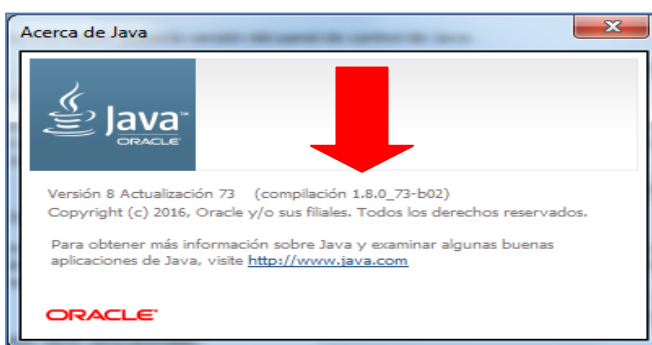 Acerca de Java
Java™
ORACLE
Versión 8 Actualización 73 (compilación 1.8.0_73-b02)
Copyright (c) 2016, Oracle y/o sus filiales. Todos los derechos reservados.
Para obtener más información sobre Java y examinar algunas buenas
aplicaciones de Java, visite http://www.java.com
ORACLE